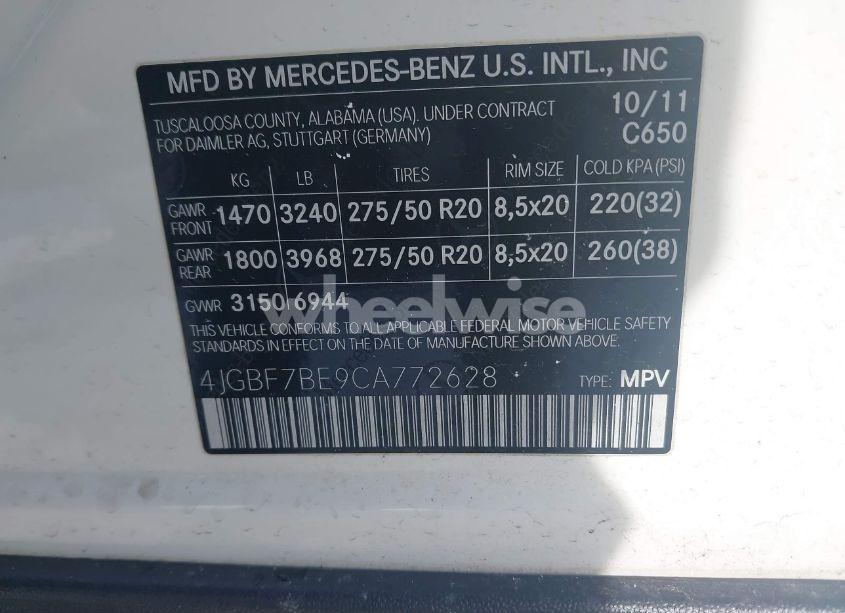 MFD BY MERCEDES-BENZ U.S. INTL., INC
TUSCALOOSA COUNTY, ALABAMA (USA). UNDER CONTRACT 10/11
FOR DAIMLER AG, STUTTGART (GERMANY) C650
KG LB TIRES RIM SIZE COLD KPA (PSI)
GAWR FRONT 1470 3240 275/50 R20 8,5x20 220(32)
GAWR REAR 1800 3968 275/50 R20 8,5x20 260(38)
GVWR 3150 6944
wheelwise
THIS VEHICLE CONFORMS TO ALL APPLICABLE FEDERAL MOTOR VEHICLE SAFETY
STANDARDS IN EFFECT ON THE DATE OF MANUFACTURE SHOWN ABOVE.
4JGBF7BE9CA772628 TYPE: MPV